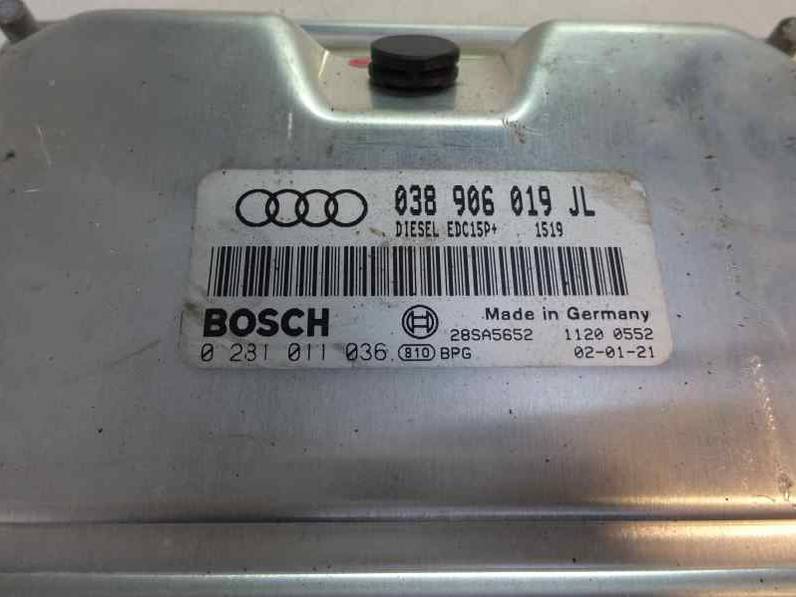 038 906 019 JL
DIESEL EDC15P+ 1519
BOSCH
Made in Germany
28SA5652 1120 0552
0 281 011 036 810 BPG 02-01-21